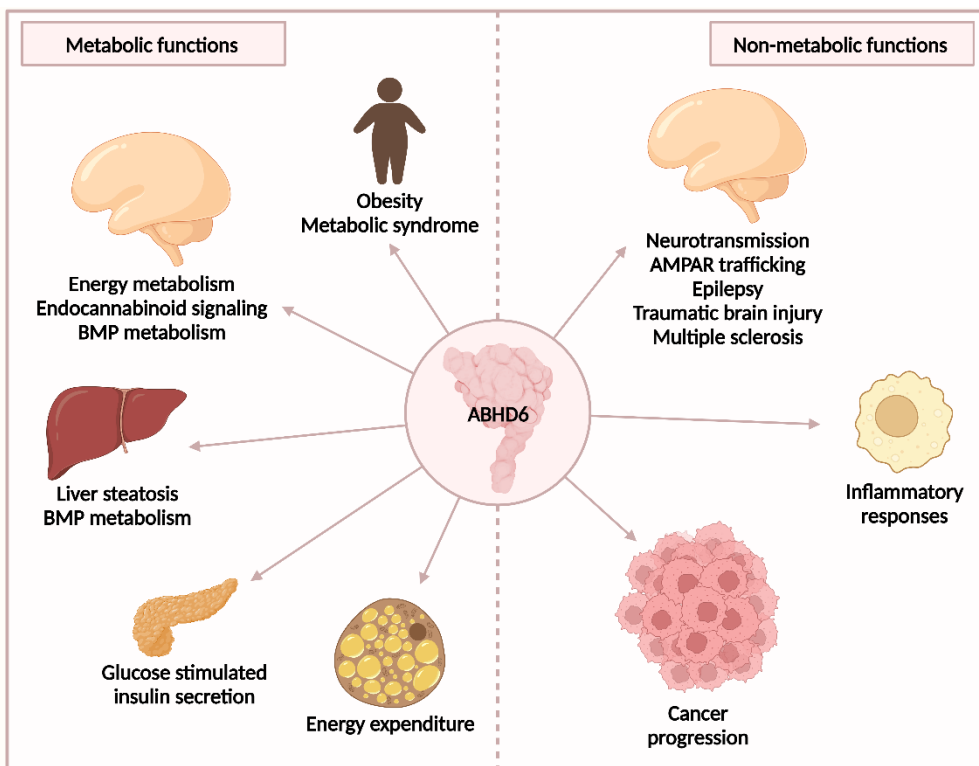 Metabolic functions
Non-metabolic functions
Obesity
Metabolic syndrome
Energy metabolism
Endocannabinoid signaling
BMP metabolism
Neurotransmission
AMPAR trafficking
Epilepsy
Traumatic brain injury
Multiple sclerosis
ABHD6
Liver steatosis
BMP metabolism
Inflammatory
responses
Glucose stimulated
insulin secretion
Energy expenditure
Cancer
progression